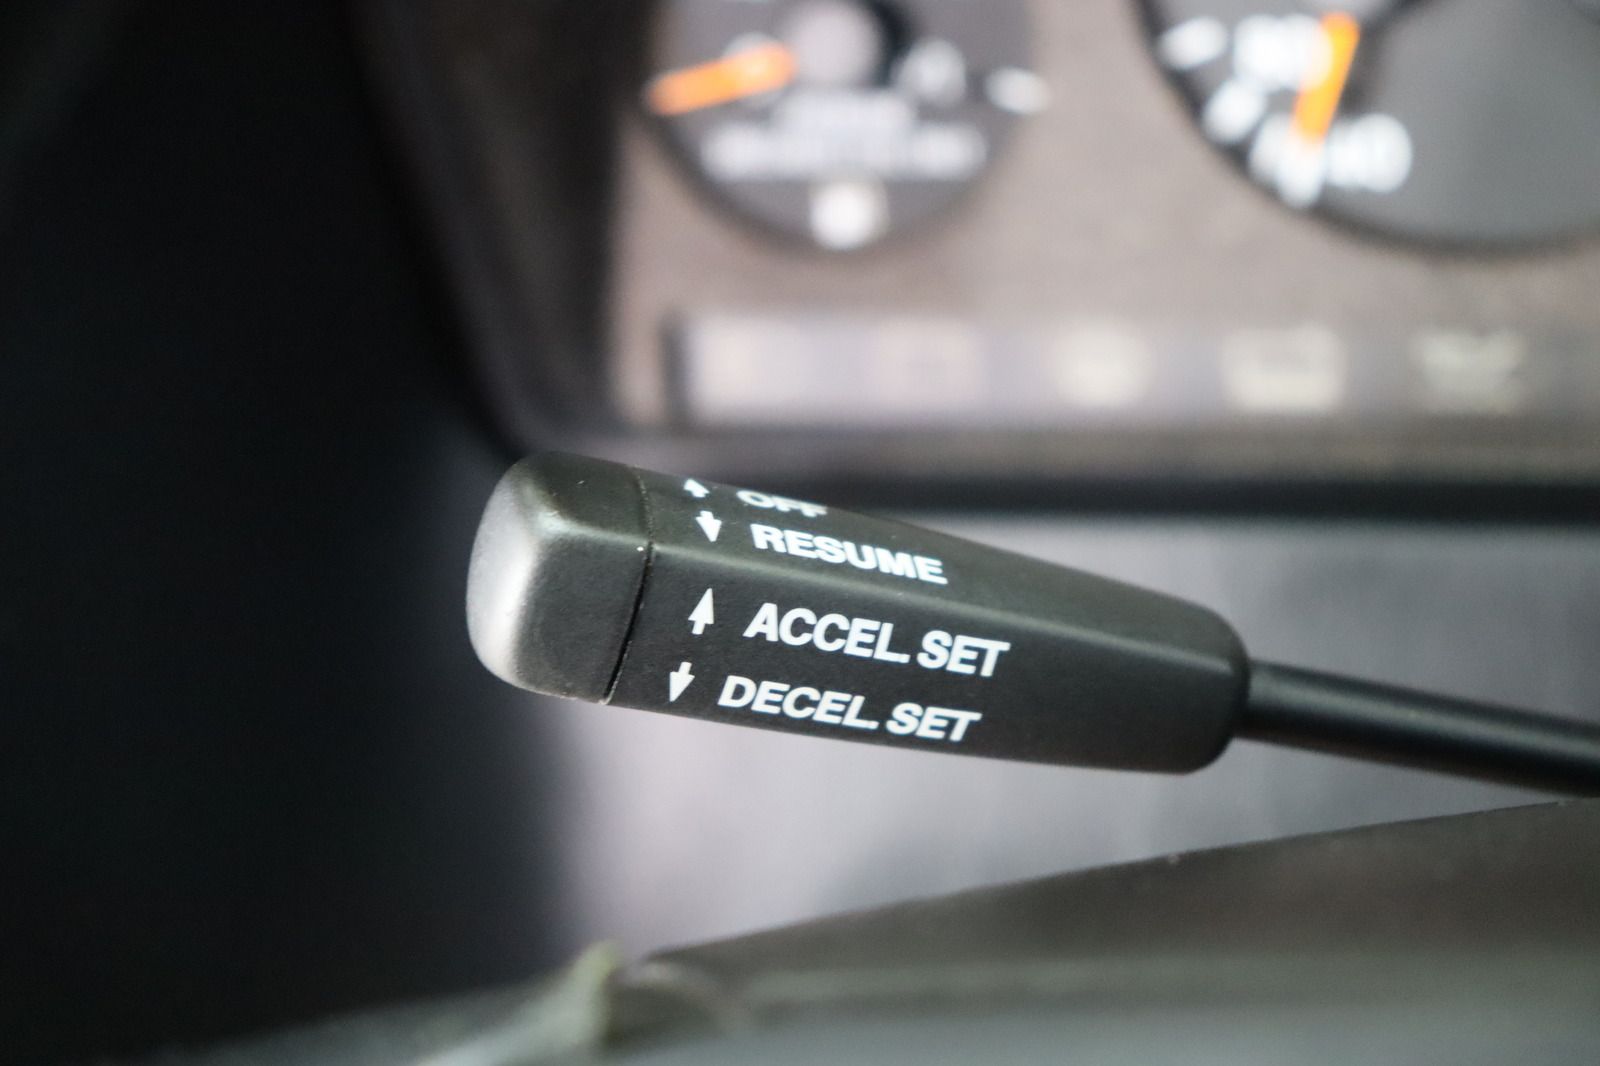 OFF
RESUME
ACCEL. SET
DECEL. SET